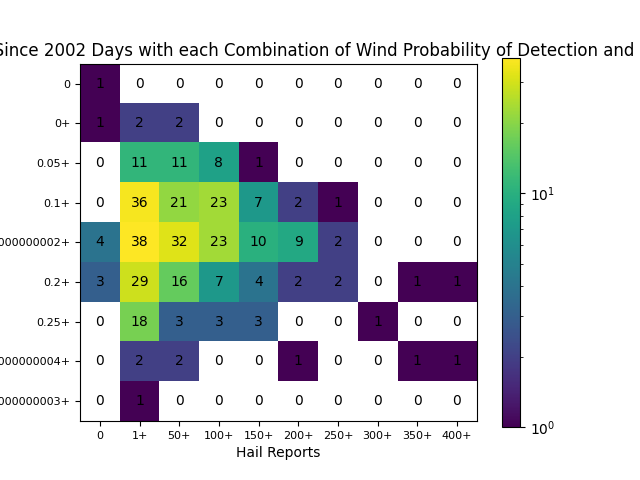 Since 2002 Days with each Combination of Wind Probability of Detection and
0 1 0 0 0 0 0 0 0 0 0
0+ 1 2 2 0 0 0 0 0 0 0
0.05+ 0 11 11 8 1 0 0 0 0 0
0.1+ 0 36 21 23 7 2 1 0 0 0
000000002+ 4 38 32 23 10 9 2 0 0 0
0.2+ 3 29 16 7 4 2 2 0 1 1
0.25+ 0 18 3 3 3 0 0 1 0 0
000000004+ 0 2 2 0 0 1 0 0 1 1
000000003+ 0 1 0 0 0 0 0 0 0 0
0 1+ 50+ 100+ 150+ 200+ 250+ 300+ 350+ 400+
Hail Reports
10¹
10⁰